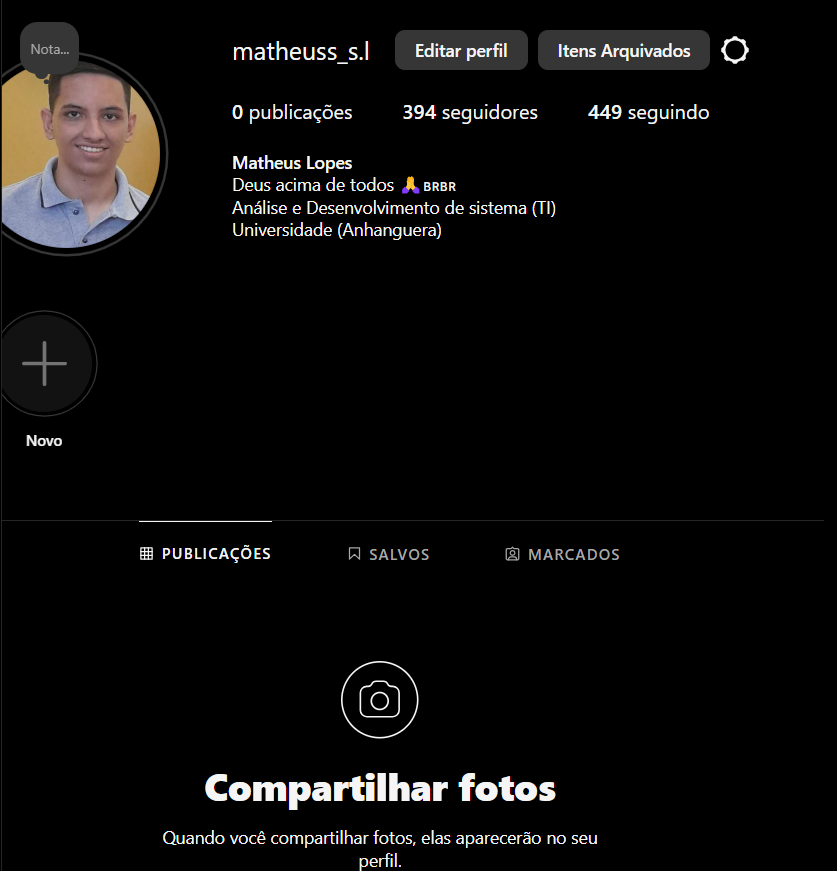 Nota...
matheuss_s.l Editar perfil Itens Arquivados
0 publicações 394 seguidores 449 seguindo
Matheus Lopes
Deus acima de todos 🙏 BRBR
Análise e Desenvolvimento de sistema (TI)
Universidade (Anhanguera)
Novo
PUBLICAÇÕES SALVOS MARCADOS
Compartilhar fotos
Quando você compartilhar fotos, elas aparecerão no seu
perfil.